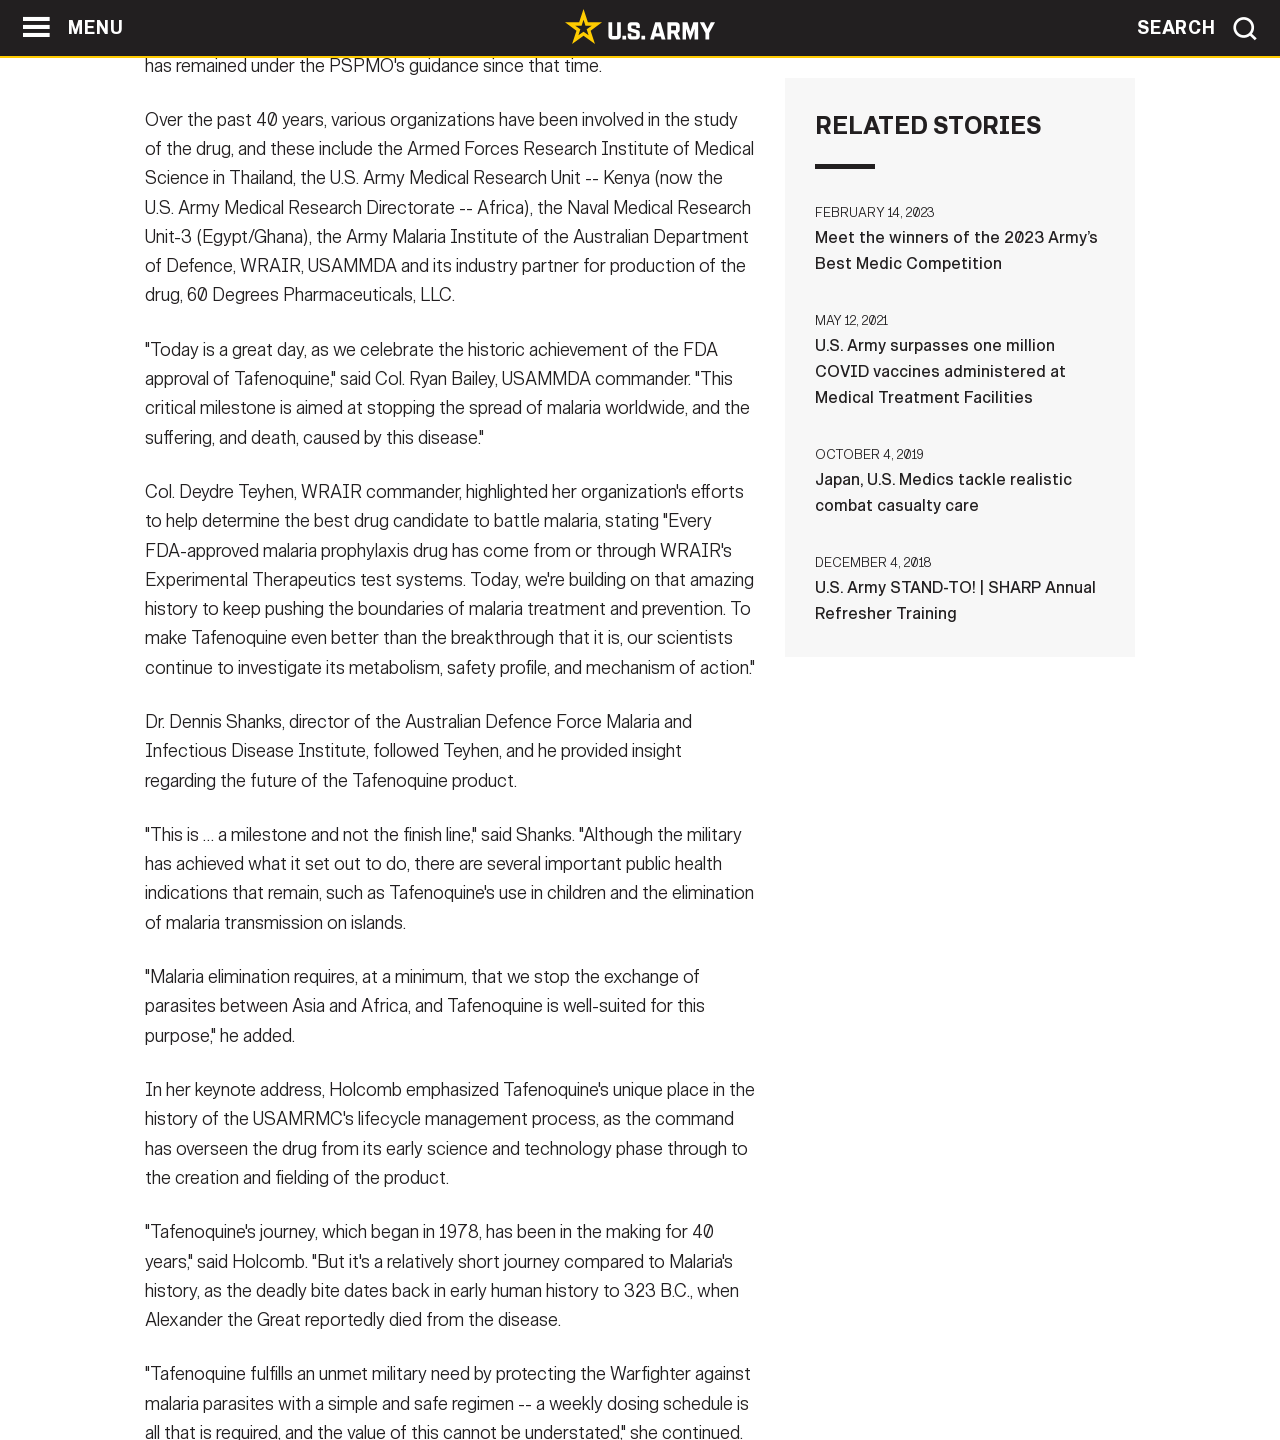 MENU
U.S. ARMY
SEARCH
has remained under the PSPMO's guidance since that time.
Over the past 40 years, various organizations have been involved in the study
of the drug, and these include the Armed Forces Research Institute of Medical
Science in Thailand, the U.S. Army Medical Research Unit -- Kenya (now the
U.S. Army Medical Research Directorate -- Africa), the Naval Medical Research
Unit-3 (Egypt/Ghana), the Army Malaria Institute of the Australian Department
of Defence, WRAIR, USAMMDA and its industry partner for production of the
drug, 60 Degrees Pharmaceuticals, LLC.
"Today is a great day, as we celebrate the historic achievement of the FDA
approval of Tafenoquine," said Col. Ryan Bailey, USAMMDA commander. "This
critical milestone is aimed at stopping the spread of malaria worldwide, and the
suffering, and death, caused by this disease."
Col. Deydre Teyhen, WRAIR commander, highlighted her organization's efforts
to help determine the best drug candidate to battle malaria, stating "Every
FDA-approved malaria prophylaxis drug has come from or through WRAIR's
Experimental Therapeutics test systems. Today, we're building on that amazing
history to keep pushing the boundaries of malaria treatment and prevention. To
make Tafenoquine even better than the breakthrough that it is, our scientists
continue to investigate its metabolism, safety profile, and mechanism of action."
Dr. Dennis Shanks, director of the Australian Defence Force Malaria and
Infectious Disease Institute, followed Teyhen, and he provided insight
regarding the future of the Tafenoquine product.
"This is … a milestone and not the finish line," said Shanks. "Although the military
has achieved what it set out to do, there are several important public health
indications that remain, such as Tafenoquine's use in children and the elimination
of malaria transmission on islands.
"Malaria elimination requires, at a minimum, that we stop the exchange of
parasites between Asia and Africa, and Tafenoquine is well-suited for this
purpose," he added.
In her keynote address, Holcomb emphasized Tafenoquine's unique place in the
history of the USAMRMC's lifecycle management process, as the command
has overseen the drug from its early science and technology phase through to
the creation and fielding of the product.
"Tafenoquine's journey, which began in 1978, has been in the making for 40
years," said Holcomb. "But it's a relatively short journey compared to Malaria's
history, as the deadly bite dates back in early human history to 323 B.C., when
Alexander the Great reportedly died from the disease.
"Tafenoquine fulfills an unmet military need by protecting the Warfighter against
malaria parasites with a simple and safe regimen -- a weekly dosing schedule is
all that is required, and the value of this cannot be understated," she continued.
RELATED STORIES
FEBRUARY 14, 2023
Meet the winners of the 2023 Army's
Best Medic Competition
MAY 12, 2021
U.S. Army surpasses one million
COVID vaccines administered at
Medical Treatment Facilities
OCTOBER 4, 2019
Japan, U.S. Medics tackle realistic
combat casualty care
DECEMBER 4, 2018
U.S. Army STAND-TO! | SHARP Annual
Refresher Training